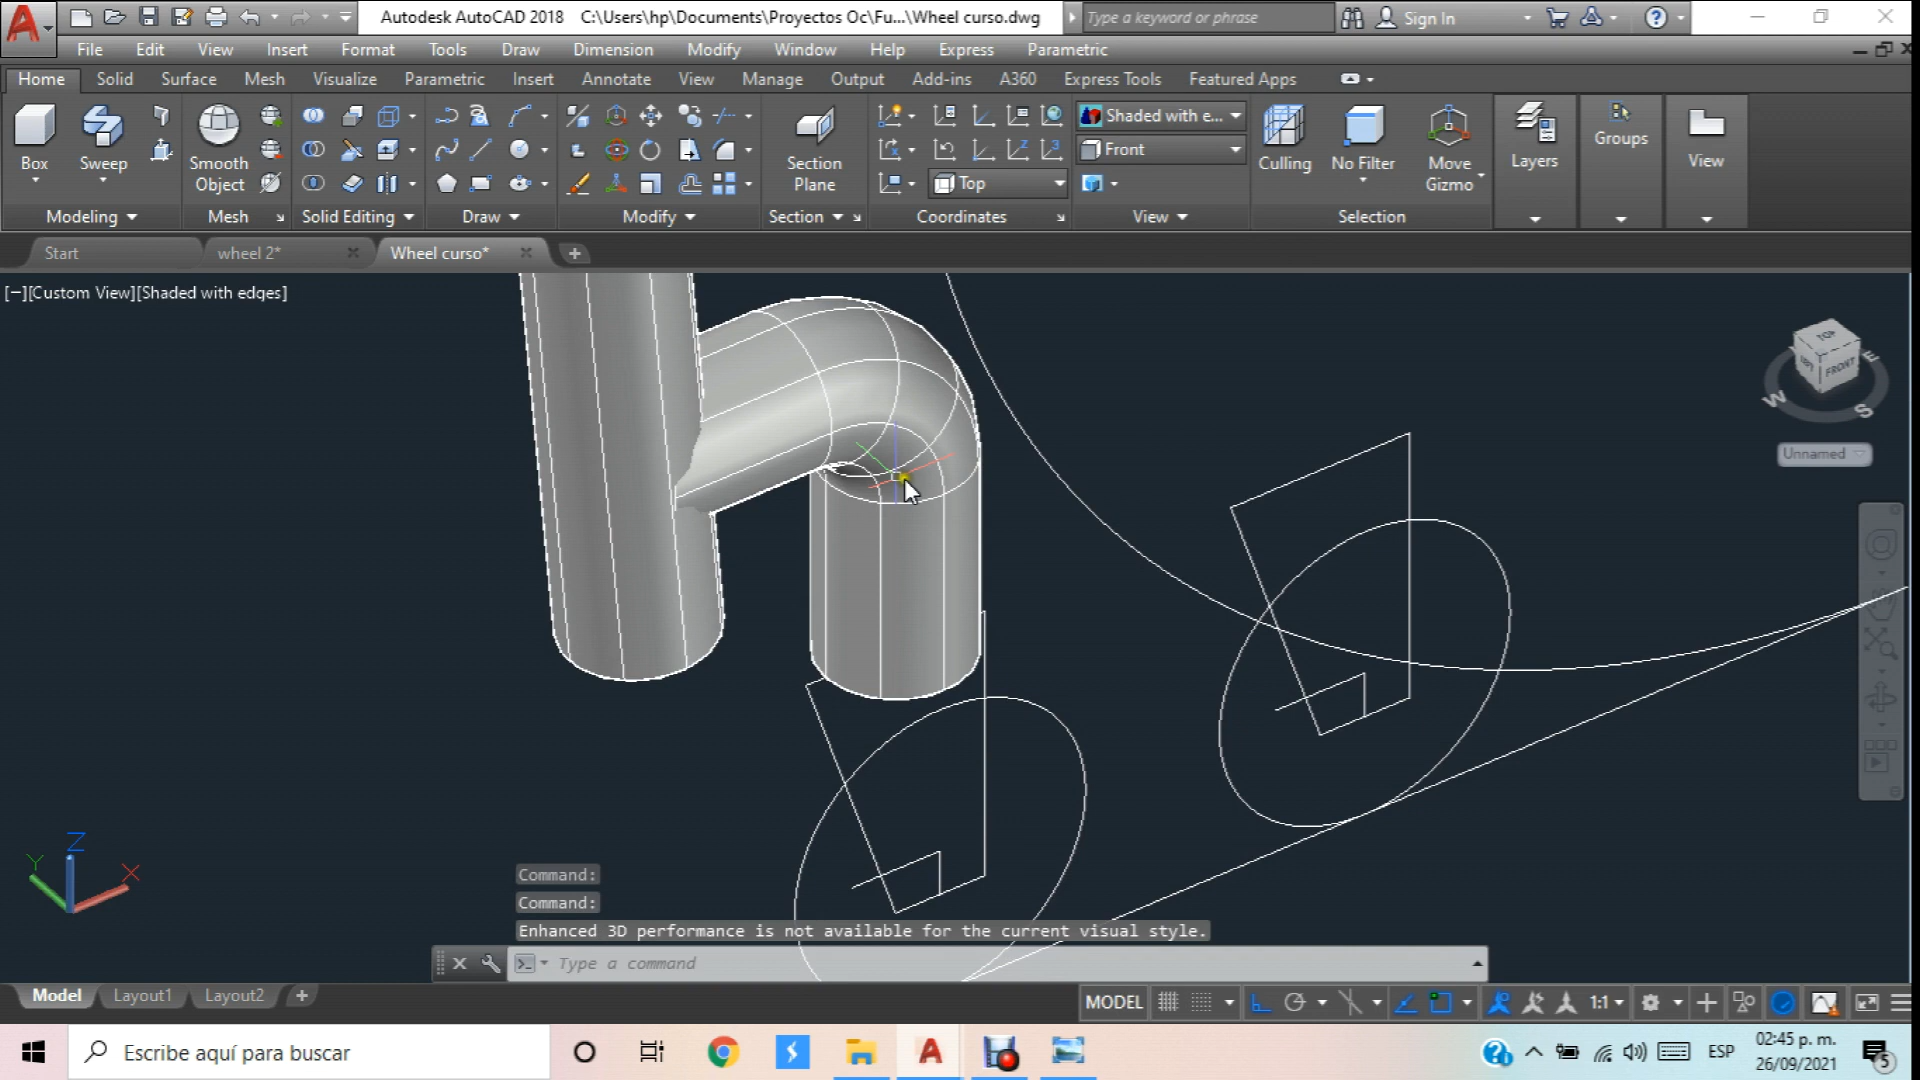 Autodesk AutoCAD 2018 C:\Users\hp\Documents\Proyectos Oc\Fu...\Wheel curso.dwg
Type a keyword or phrase
Sign In
File Edit View Insert Format Tools Draw Dimension Modify Window Help Express Parametric
Home Solid Surface Mesh Visualize Parametric Insert Annotate View Manage Output Add-ins A360 Express Tools Featured Apps
Box
Sweep
Smooth Object
Section Plane
Shaded with e...
Front
Top
Culling
No Filter
Move Gizmo
Layers
Groups
View
Modeling Mesh Solid Editing Draw Modify Section Coordinates View Selection
Start wheel 2* Wheel curso*
[−][Custom View][Shaded with edges]
TOP
FRONT
W
S
E
Unnamed
Z
Y
X
Command:
Command:
Enhanced 3D performance is not available for the current visual style.
Type a command
Model Layout1 Layout2
MODEL
1:1
Escribe aquí para buscar
ESP
02:45 p. m.
26/09/2021
5